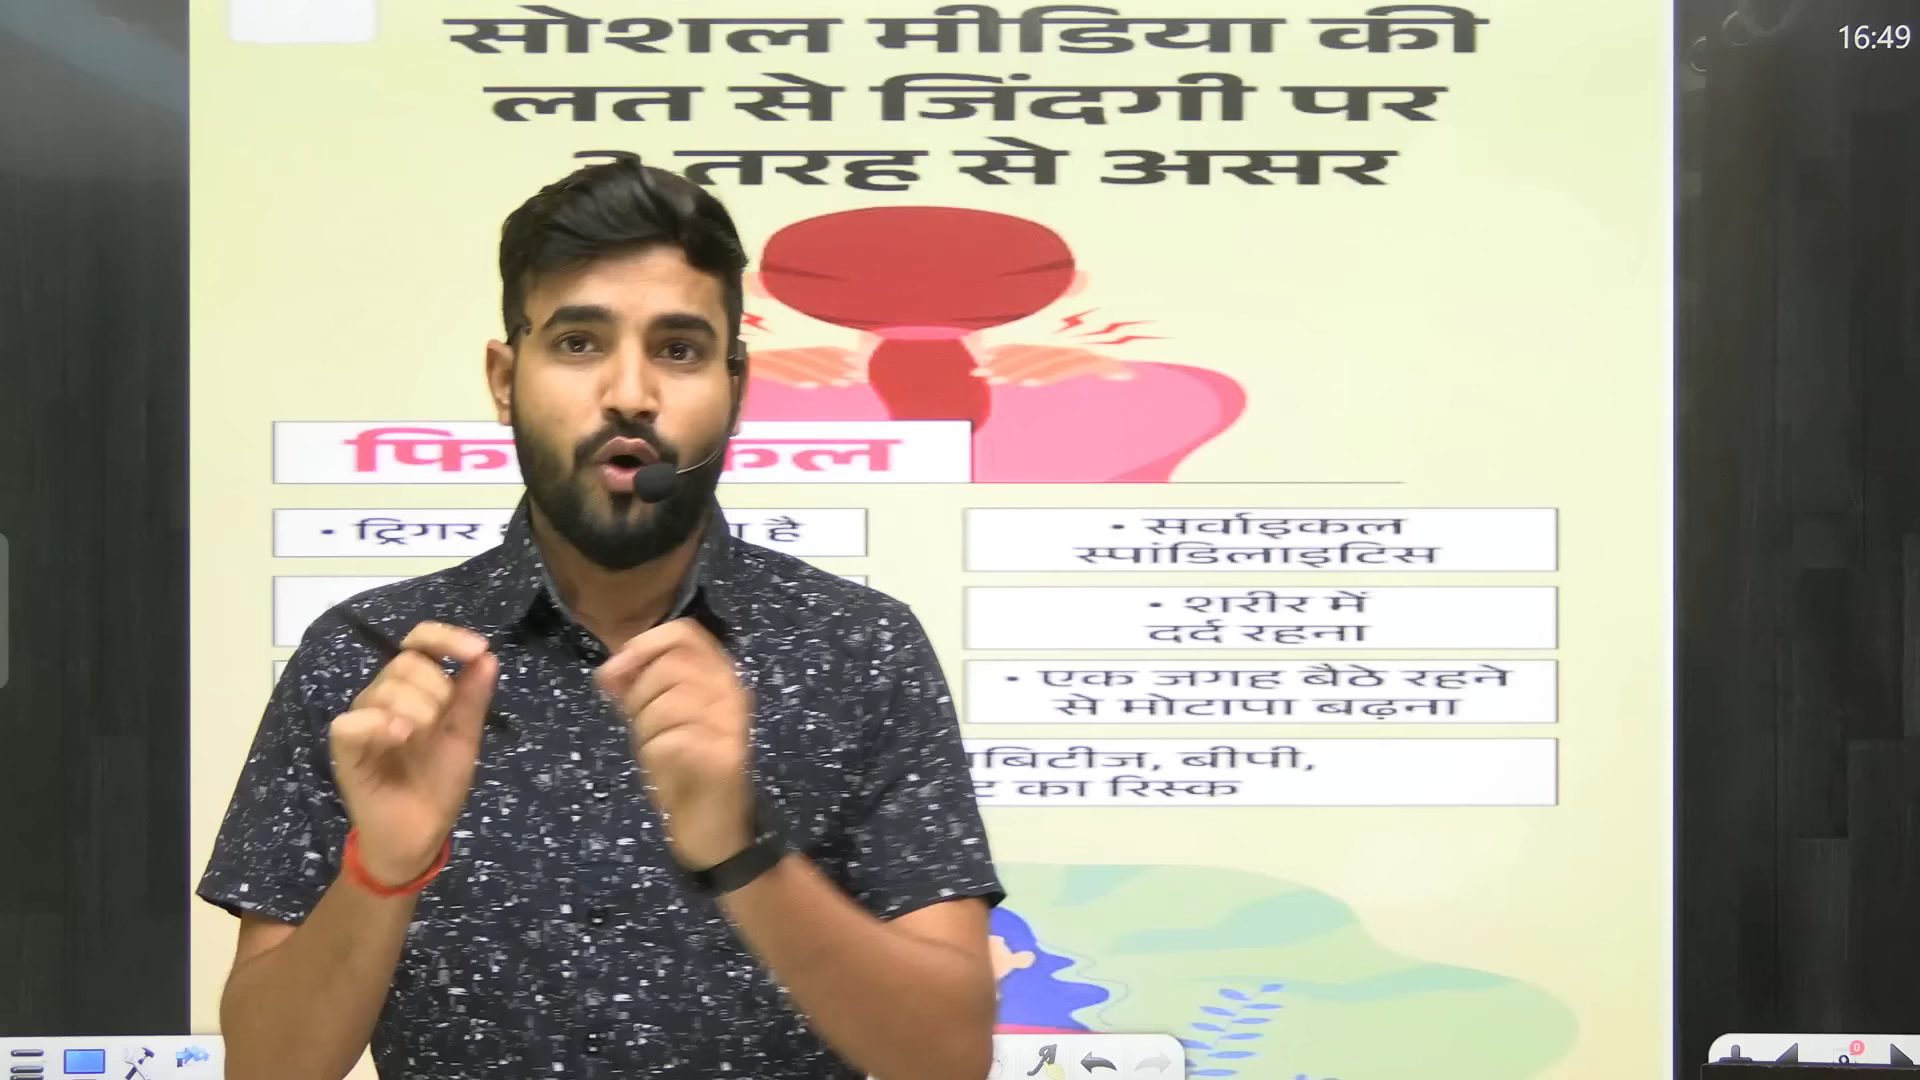 सोशल मीडिया की
लत से जिंदगी पर
तरह से असर
16:49
• ट्रिगर
है
• सर्वाइकल
स्पांडिलाइटिस
• शरीर में
दर्द रहना
• एक जगह बैठे रहने
से मोटापा बढ़ना
बीपी,
का रिस्क
0